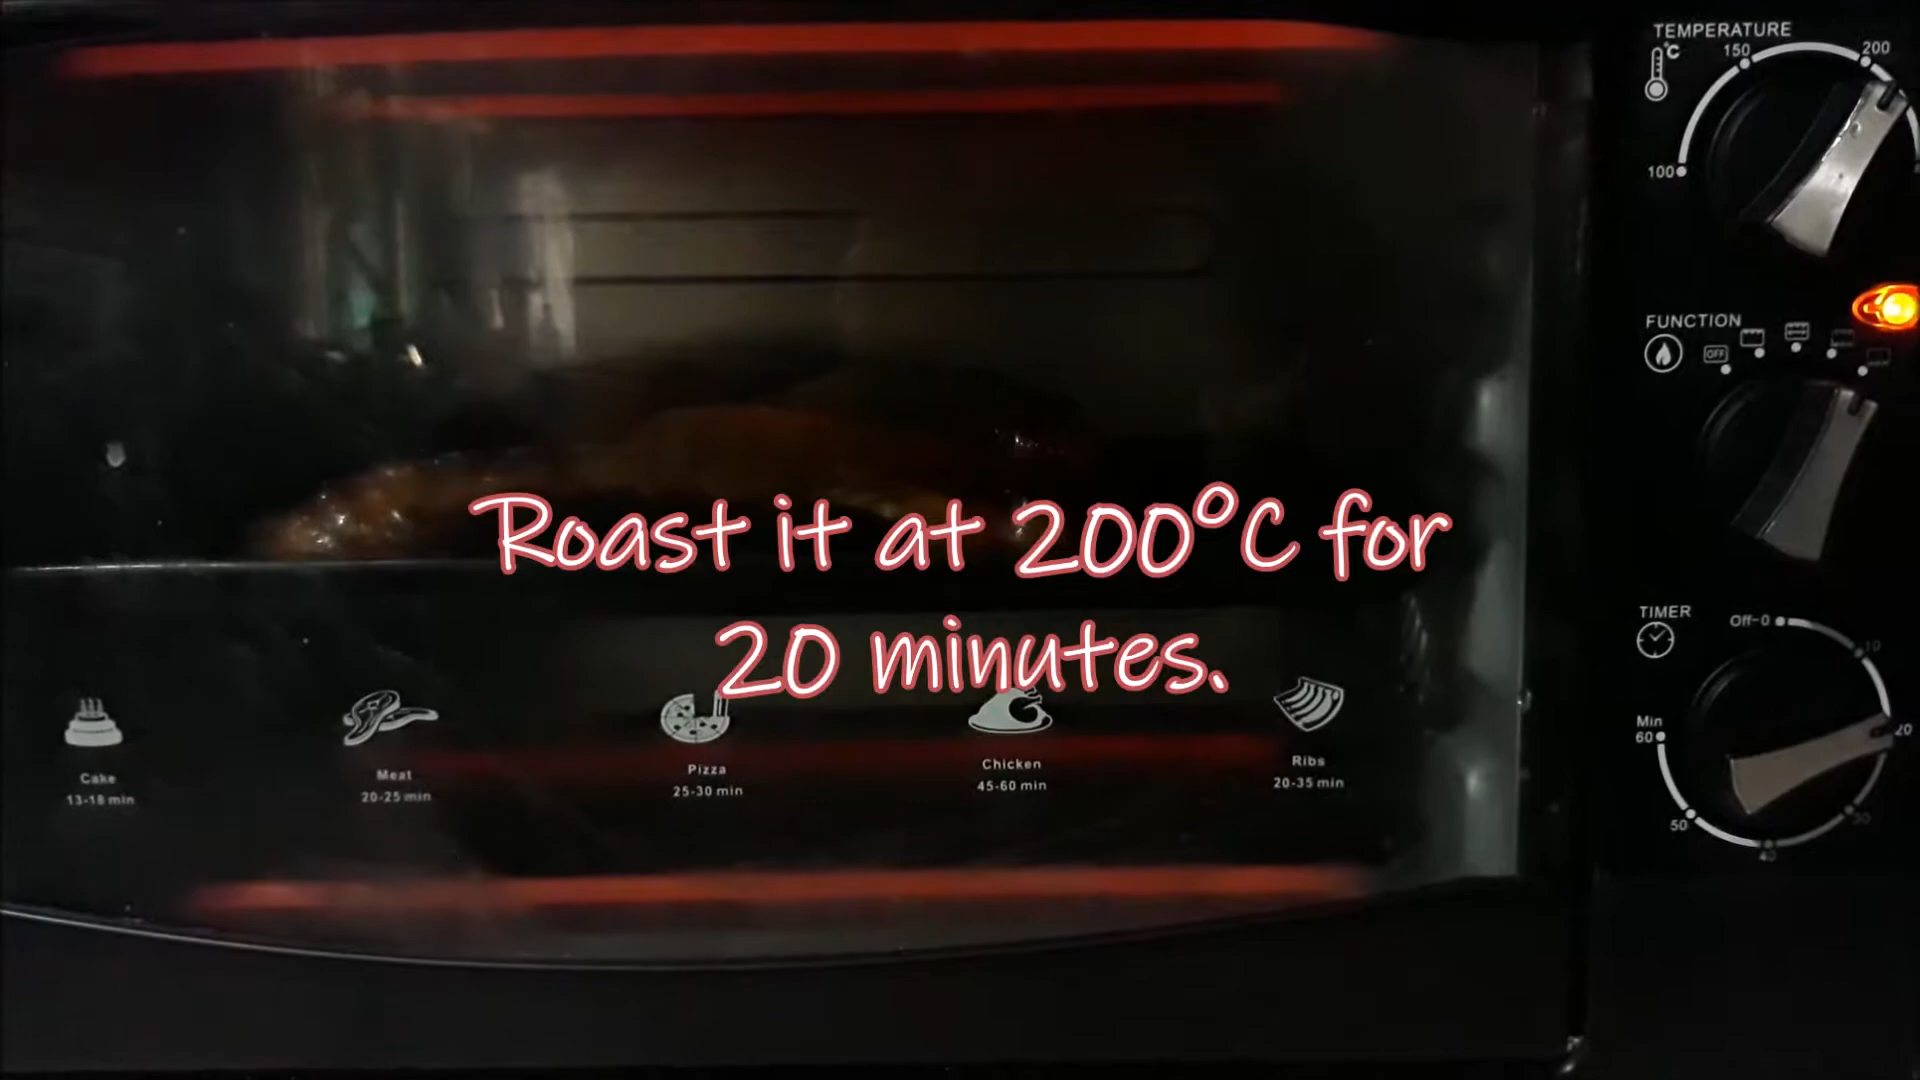 TEMPERATURE
°C
150
200
100
FUNCTION
OFF
Roast it at 200°C for
20 minutes.
TIMER
Off-0
10
20
30
40
50
Min
60
Cake
13-18 min
Meat
20-25 min
Pizza
25-30 min
Chicken
45-60 min
Ribs
20-35 min